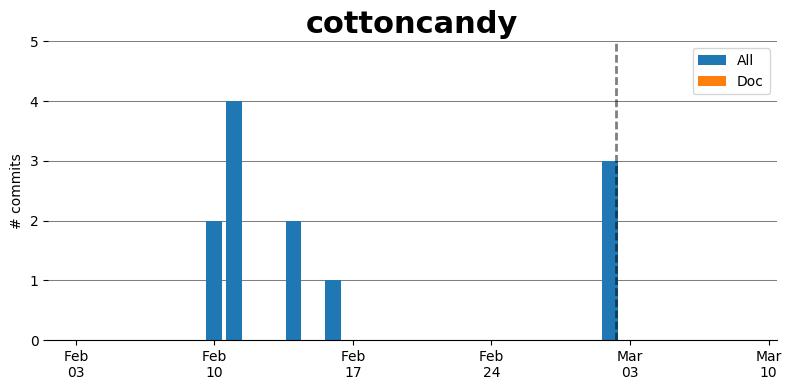 cottoncandy
5
4
3
2
1
0
# commits
All
Doc
Feb
03
Feb
10
Feb
17
Feb
24
Mar
03
Mar
10